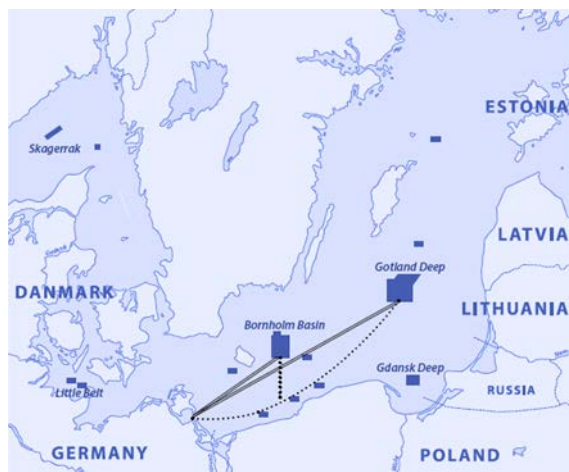 ESTONIA
Skagerrak
LATVIA
Gotland Deep
DANMARK
LITHUANIA
Bornholm Basin
Gdansk Deep
Little Belt
RUSSIA
GERMANY
POLAND